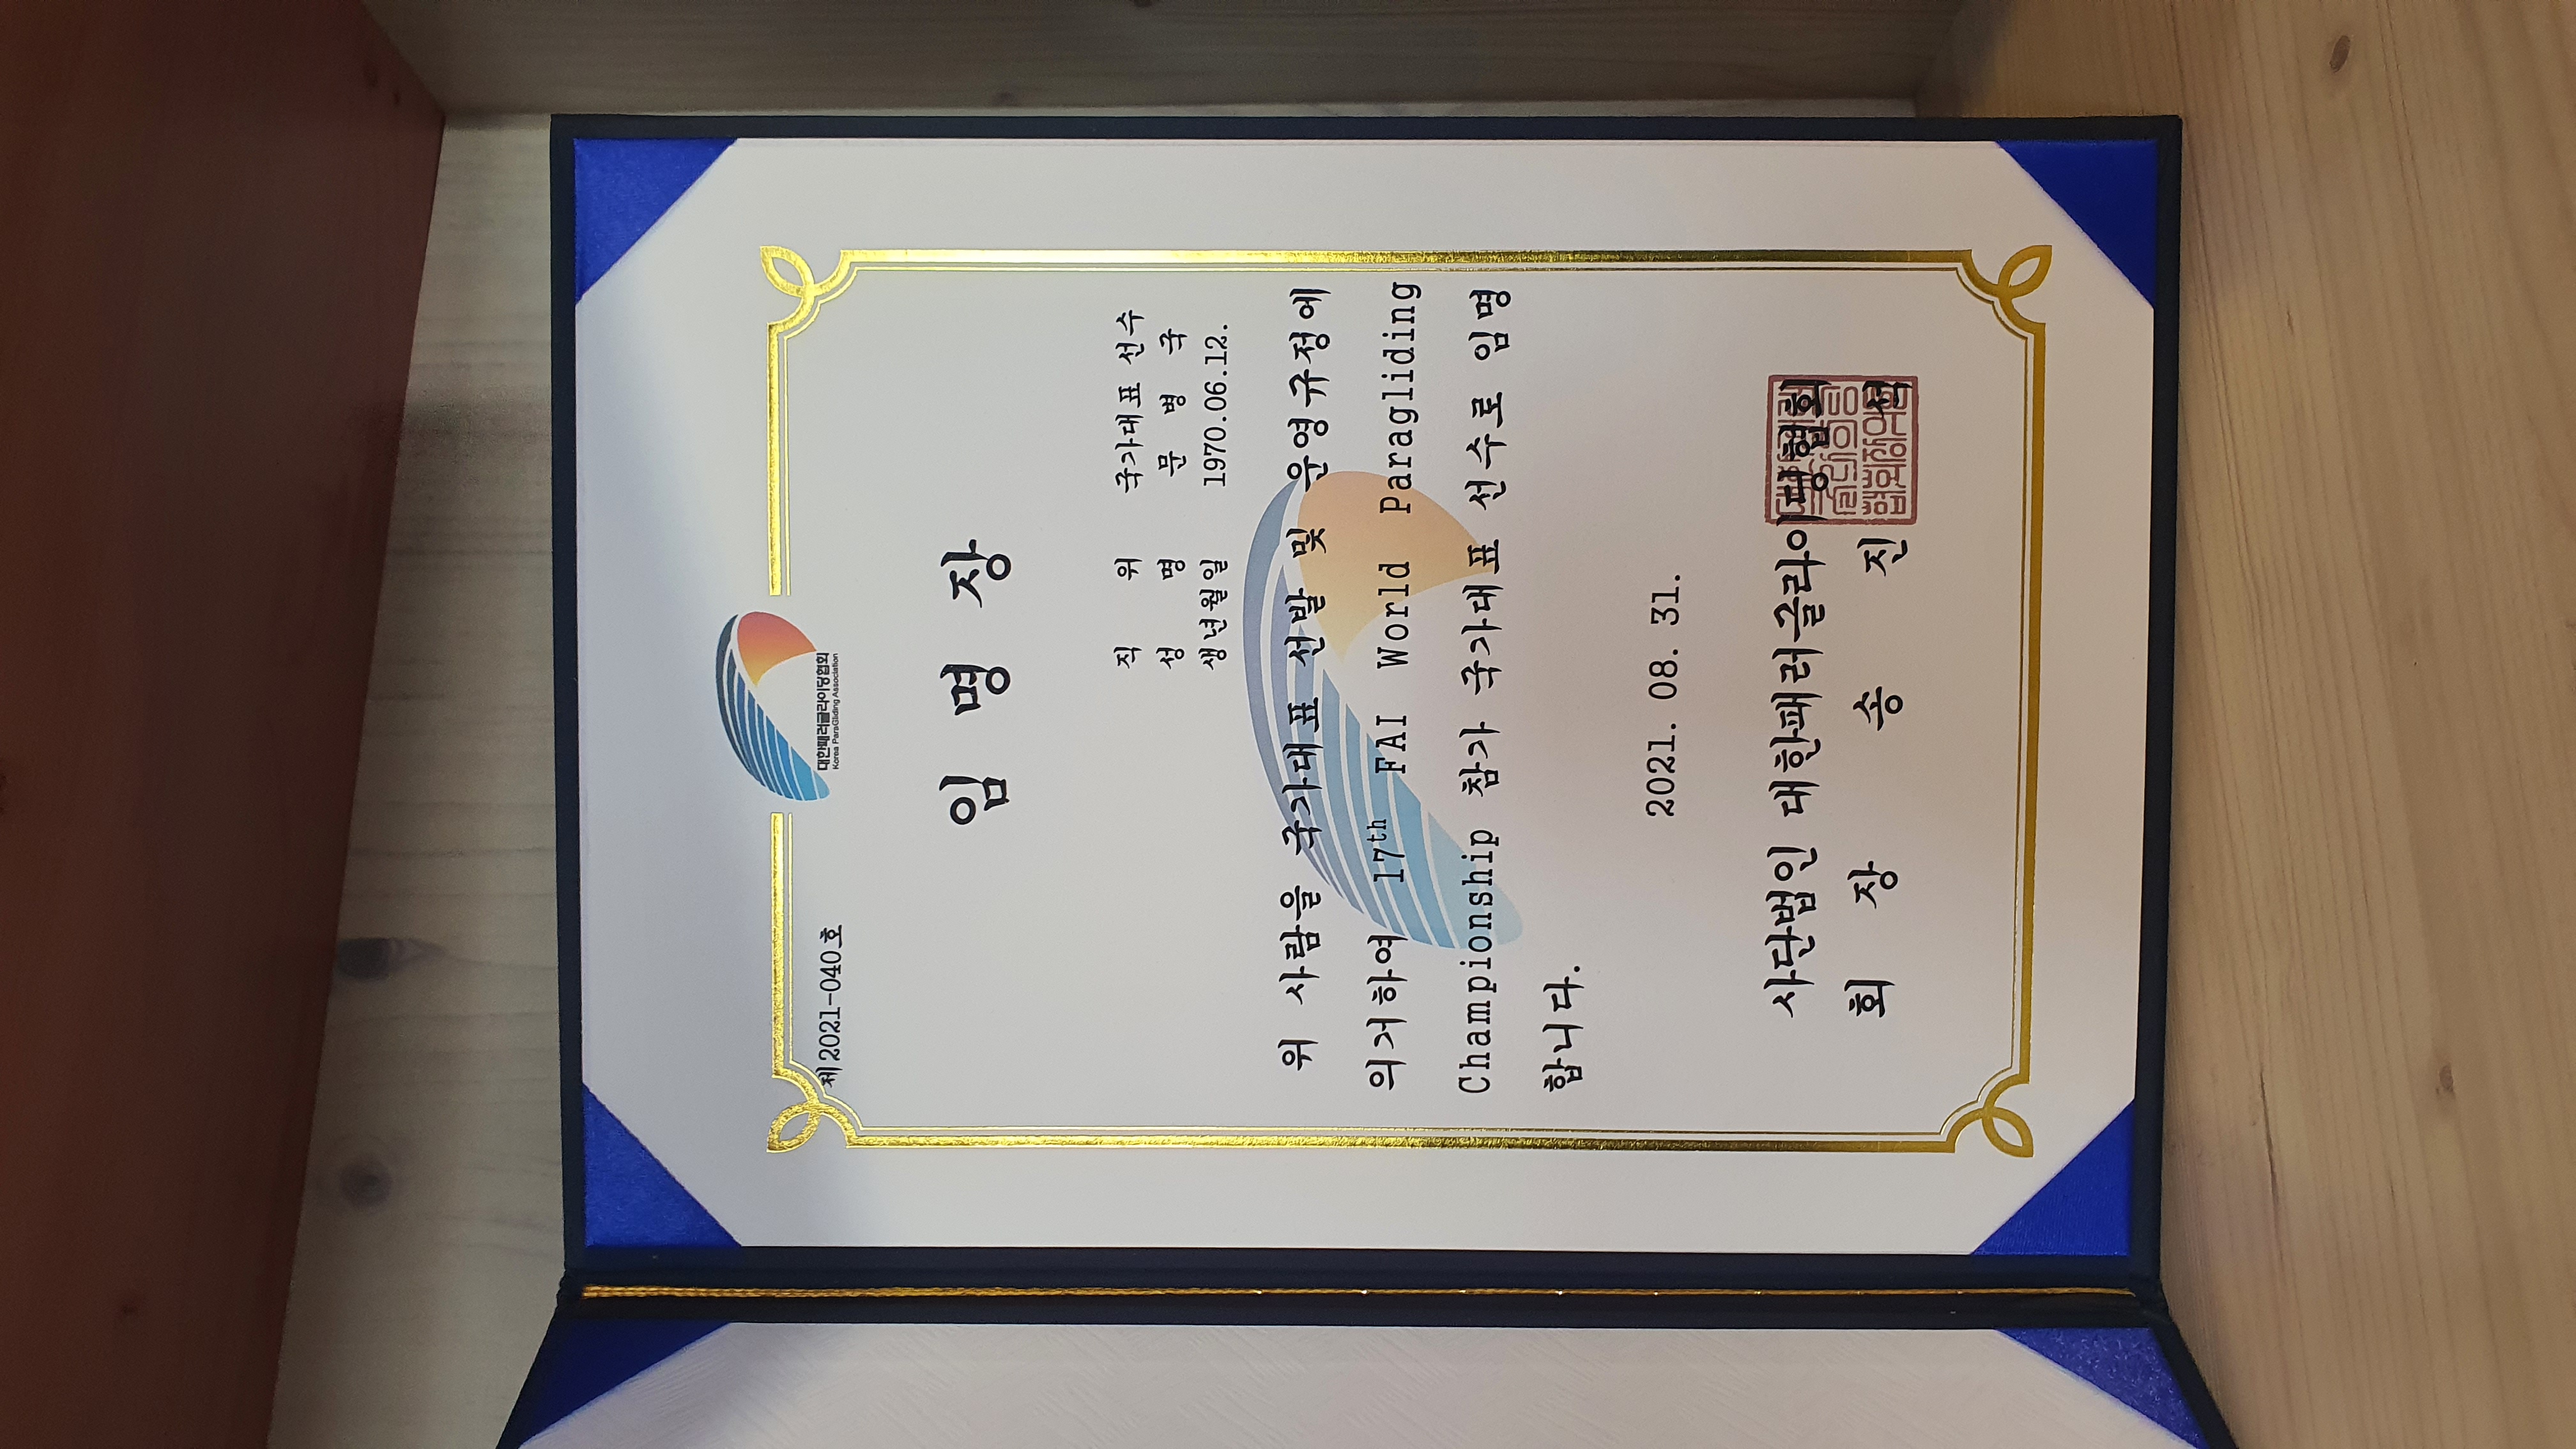 제2021-040호
대한패러글라이딩협회
Korea ParaGliding Association
임 명 장
직 위 국가대표 선수
성 명 문 병 국
생년월일 1970.06.12.
위 사람을 국가대표 선발 및 운영규정에
의거하여 17th FAI World Paragliding
Championship 참가 국가대표 선수로 임명
합니다.
2021. 08. 31.
사단법인 대한패러글라이딩협회
회 장 송 진 석